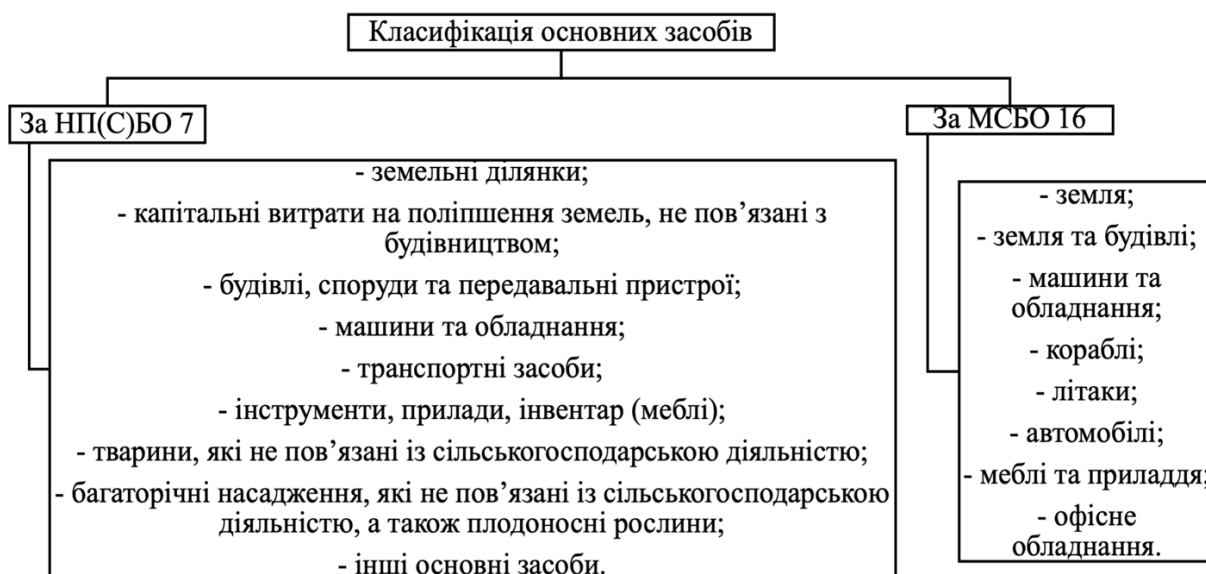 Класифікація основних засобів
За НП(С)БО 7
- земельні ділянки;
- капітальні витрати на поліпшення земель, не пов’язані з
будівництвом;
- будівлі, споруди та передавальні пристрої;
- машини та обладнання;
- транспортні засоби;
- інструменти, прилади, інвентар (меблі);
- тварини, які не пов’язані із сільськогосподарською діяльністю;
- багаторічні насадження, які не пов’язані із сільськогосподарською
діяльністю, а також плодоносні рослини;
- інші основні засоби.
За МСБО 16
- земля;
- земля та будівлі;
- машини та
обладнання;
- кораблі;
- літаки;
- автомобілі;
- меблі та приладдя;
- офісне
обладнання.